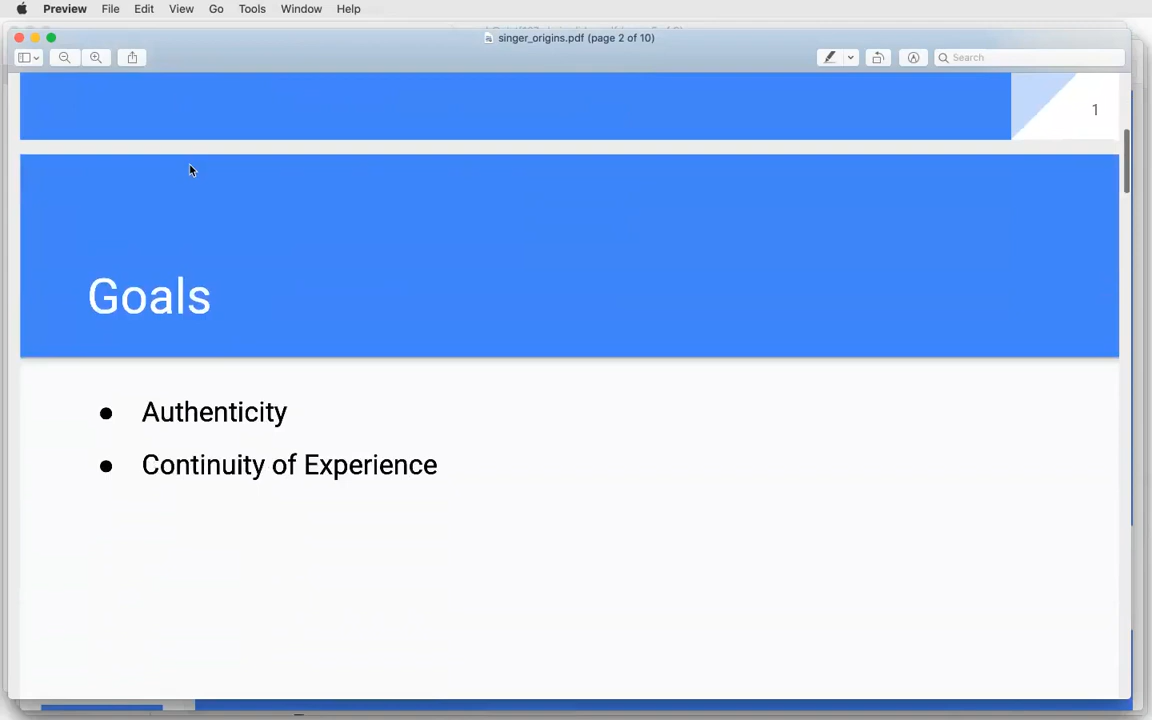 Preview File Edit View Go Tools Window Help
singer_origins.pdf (page 2 of 10)
Search
1
Goals
● Authenticity
● Continuity of Experience